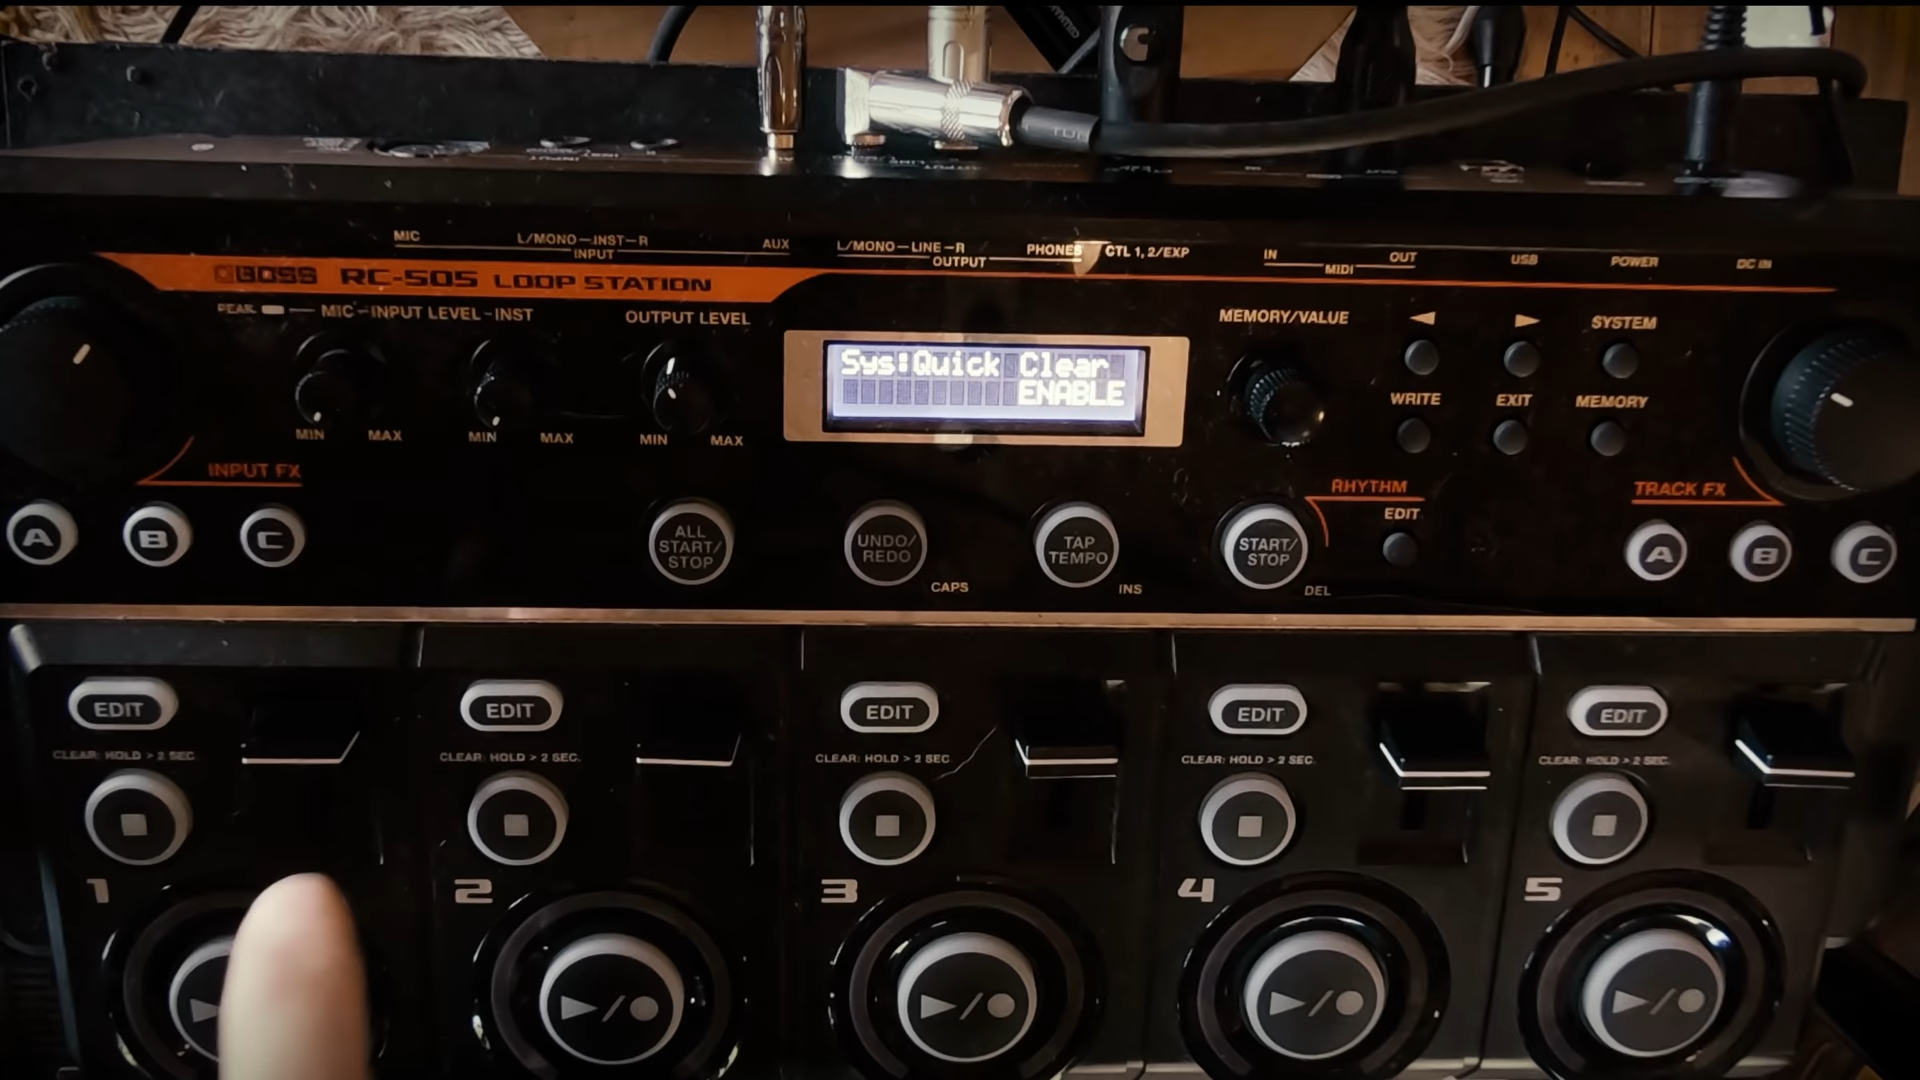 MIC
L/MONO—INST—R
INPUT
AUX
L/MONO—LINE—R
OUTPUT
PHONES
CTL 1, 2/EXP
IN
MIDI
OUT
USB
POWER
DC IN
BOSS RC-505 LOOP STATION
PEAK
MIC-INPUT LEVEL-INST
OUTPUT LEVEL
MEMORY/VALUE
SYSTEM
Sys:Quick Clear
ENABLE
WRITE
EXIT
MEMORY
MIN
MAX
MIN
MAX
MIN
MAX
INPUT FX
RHYTHM
EDIT
TRACK FX
A
B
C
ALL
START/
STOP
UNDO/
REDO
CAPS
TAP
TEMPO
INS
START/
STOP
DEL
A
B
C
EDIT
EDIT
EDIT
EDIT
EDIT
CLEAR: HOLD > 2 SEC.
CLEAR: HOLD > 2 SEC.
CLEAR: HOLD > 2 SEC.
CLEAR: HOLD > 2 SEC.
CLEAR: HOLD > 2 SEC.
1
2
3
4
5